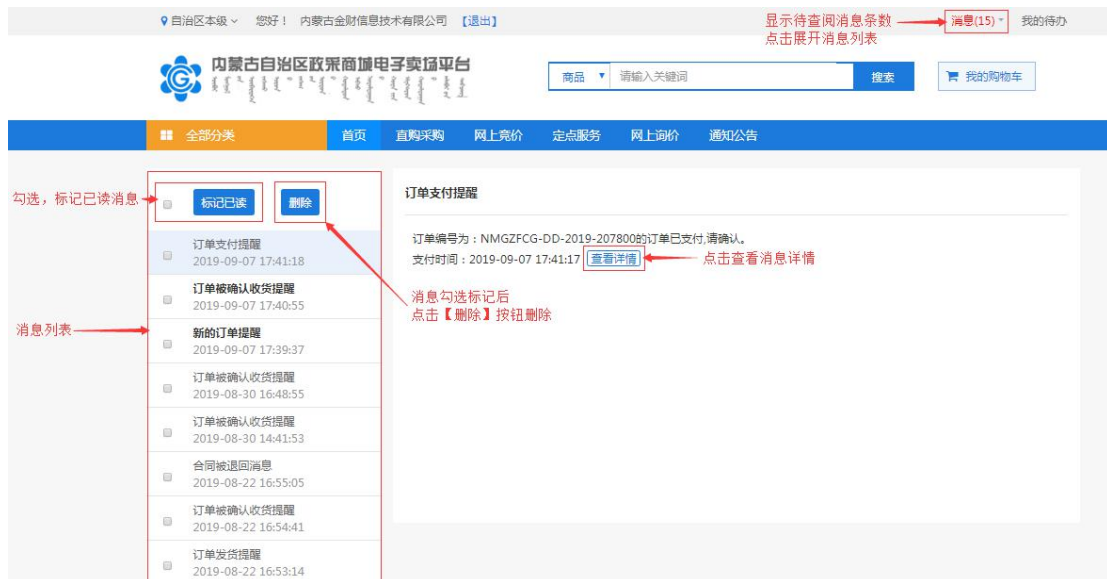 自治区本级 您好！ 内蒙古金财信息技术有限公司 【退出】
显示待查阅消息条数
点击展开消息列表
消息(15) 我的待办
内蒙古自治区政采商城电子卖场平台
商品 请输入关键词 搜索 我的购物车
全部分类 首页 直购采购 网上竞价 定点服务 网上询价 通知公告
勾选，标记已读消息
标记已读 删除
订单支付提醒
2019-09-07 17:41:18
订单被确认收货提醒
2019-09-07 17:40:55
消息列表
新的订单提醒
2019-09-07 17:39:37
订单被确认收货提醒
2019-08-30 16:48:55
订单被确认收货提醒
2019-08-30 14:41:53
合同被退回消息
2019-08-22 16:55:05
订单被确认收货提醒
2019-08-22 16:54:41
订单发货提醒
2019-08-22 16:53:14
订单支付提醒
订单编号为：NMGZFCG-DD-2019-207800的订单已支付,请确认。
支付时间：2019-09-07 17:41:17 查看详情
点击查看消息详情
消息勾选标记后
点击【删除】按钮删除